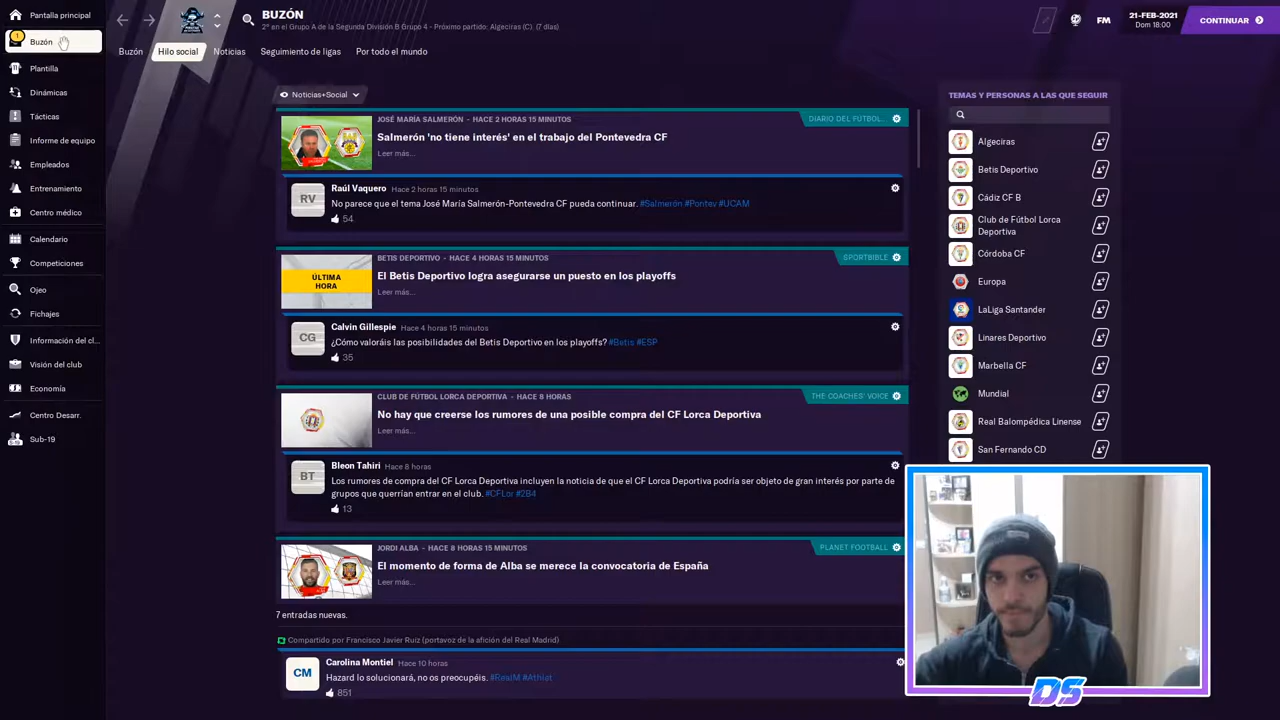 Pantalla principal
1
Buzón
Plantilla
Dinámicas
Tácticas
Informe de equipo
Empleados
Entrenamiento
Centro médico
Calendario
Competiciones
Ojeo
Fichajes
Información del cl...
Visión del club
Economía
Centro Desarr.
Sub-19
BUZÓN
2º en el Grupo A de la Segunda División B Grupo 4 - Próximo partido: Algeciras (C). (7 días)
FM
21-FEB-2021
Dom 18:00
CONTINUAR
Buzón
Hilo social
Noticias
Seguimiento de ligas
Por todo el mundo
Noticias+Social
JOSÉ MARÍA SALMERÓN - HACE 2 HORAS 15 MINUTOS
DIARIO DEL FUTBOL...
Salmerón 'no tiene interés' en el trabajo del Pontevedra CF
Leer más...
RV
Raúl Vaquero Hace 2 horas 15 minutos
No parece que el tema José María Salmerón-Pontevedra CF pueda continuar. #Salmerón #Pontev #UCAM
54
BETIS DEPORTIVO - HACE 4 HORAS 15 MINUTOS
SPORTBIBLE
ÚLTIMA
HORA
El Betis Deportivo logra asegurarse un puesto en los playoffs
Leer más...
CG
Calvin Gillespie Hace 4 horas 15 minutos
¿Cómo valoráis las posibilidades del Betis Deportivo en los playoffs? #Betis #ESP
35
CLUB DE FÚTBOL LORCA DEPORTIVA - HACE 8 HORAS
THE COACHES' VOICE
No hay que creerse los rumores de una posible compra del CF Lorca Deportiva
Leer más...
BT
Bleon Tahiri Hace 8 horas
Los rumores de compra del CF Lorca Deportiva incluyen la noticia de que el CF Lorca Deportiva podría ser objeto de gran interés por parte de
grupos que querrían entrar en el club. #CFLor #2B4
13
JORDI ALBA - HACE 8 HORAS 15 MINUTOS
PLANET FOOTBALL
El momento de forma de Alba se merece la convocatoria de España
Leer más...
7 entradas nuevas.
Compartido por Francisco Javier Ruiz (portavoz de la afición del Real Madrid)
CM
Carolina Montiel Hace 10 horas
Hazard lo solucionará, no os preocupéis. #RealM #Athlet
851
TEMAS Y PERSONAS A LAS QUE SEGUIR
Algeciras
Betis Deportivo
Cádiz CF B
Club de Fútbol Lorca
Deportiva
Córdoba CF
Europa
LaLiga Santander
Linares Deportivo
Marbella CF
Mundial
Real Balompédica Linense
San Fernando CD
DS